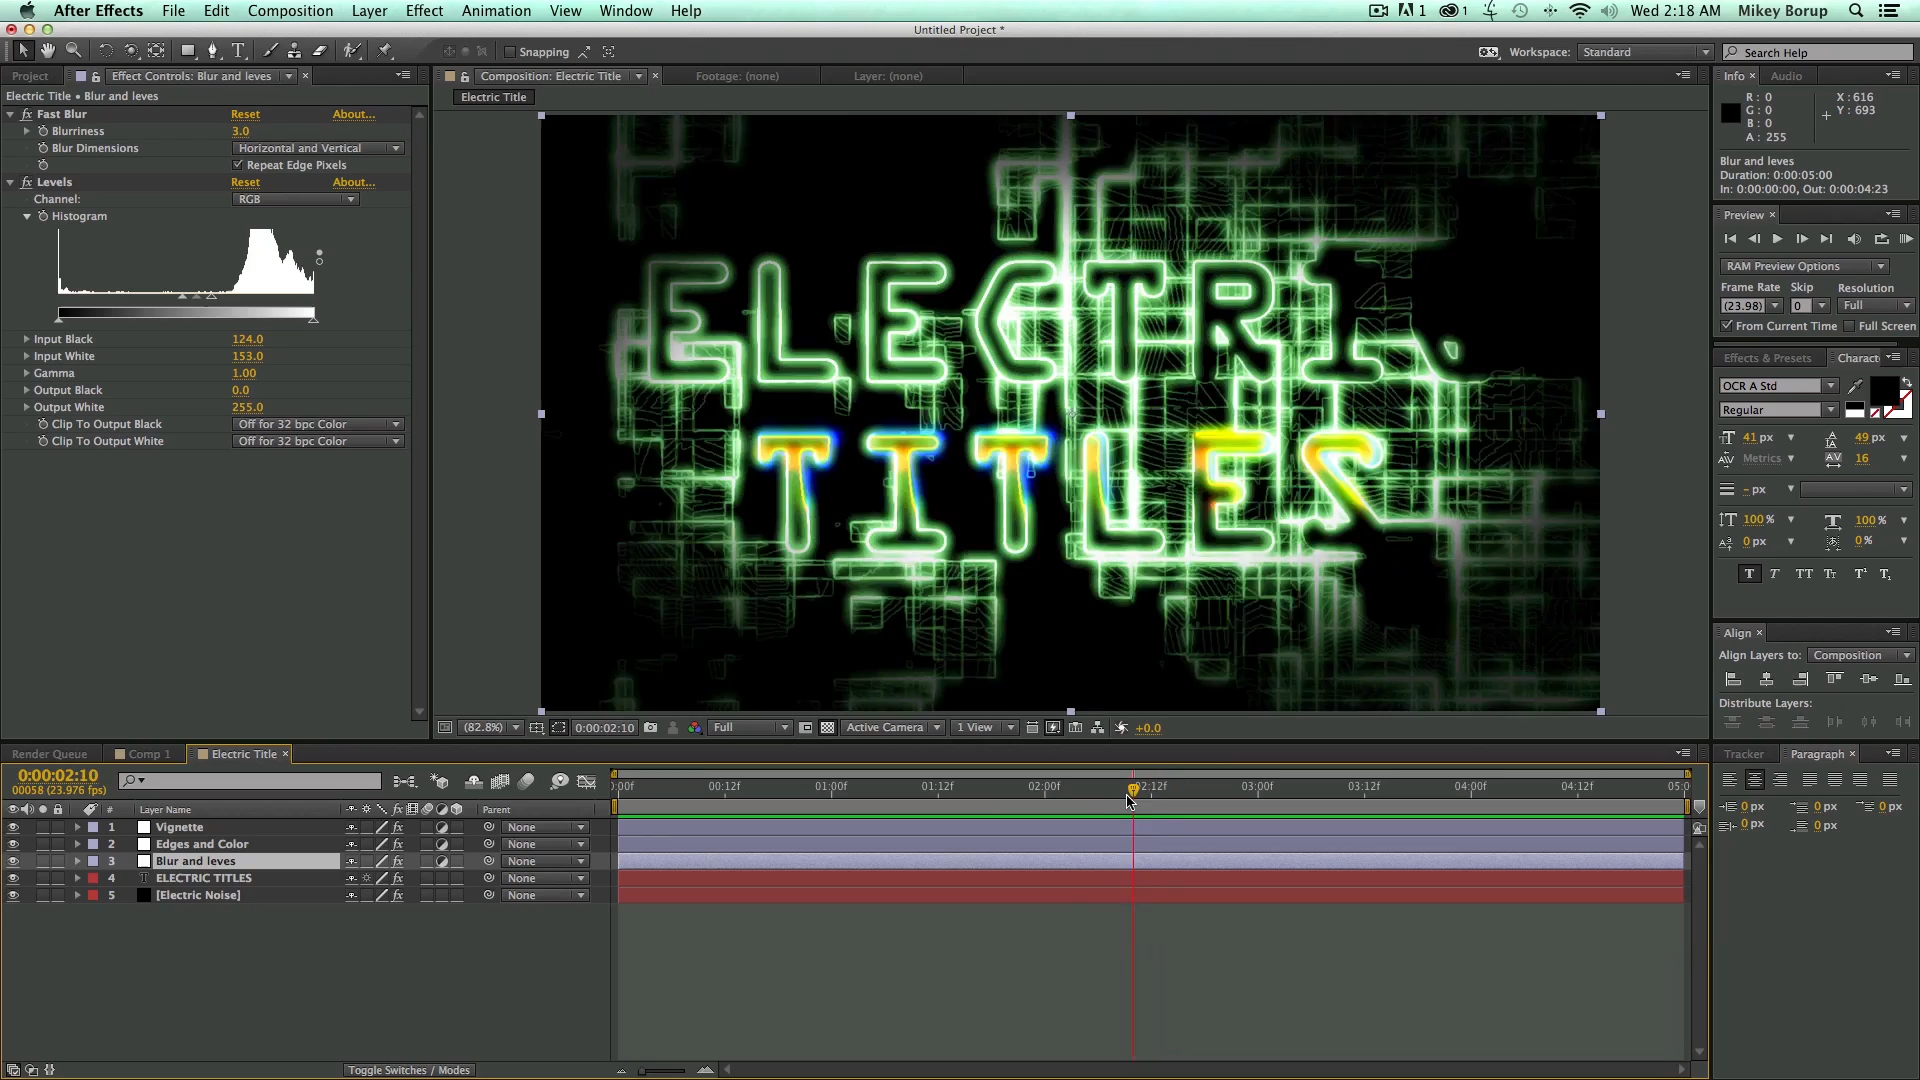 After Effects File Edit Composition Layer Effect Animation View Window Help 1 1 Wed 2:18 AM Mikey Borup
Untitled Project *
T Snapping Workspace: Standard Search Help
Project Effect Controls: Blur and leves × Composition: Electric Title × Footage: (none) Layer: (none) Info × Audio
Electric Title • Blur and leves
Electric Title
R: 0
G: 0
B: 0
A: 255
X: 616
Y: 693
Blur and leves
Duration: 0:00:05:00
In: 0:00:00:00, Out: 0:00:04:23
fx Fast Blur Reset About...
Blurriness 3.0
Blur Dimensions Horizontal and Vertical
Repeat Edge Pixels
fx Levels Reset About...
Channel: RGB
Histogram
Input Black 124.0
Input White 153.0
Gamma 1.00
Output Black 0.0
Output White 255.0
Clip To Output Black Off for 32 bpc Color
Clip To Output White Off for 32 bpc Color
ELECTRI
TITLES
Preview ×
RAM Preview Options
Frame Rate Skip Resolution
(23.98) 0 Full
From Current Time Full Screen
Effects & Presets Charact
OCR A Std
Regular
41 px 49 px
Metrics 16
- px
100 % 100 %
0 px 0 %
T T TT Tr T¹ T₁
Align ×
Align Layers to: Composition
Distribute Layers:
(82.8%) 0:00:02:10 Full Active Camera 1 View +0.0
Render Queue Comp 1 Electric Title ×
Tracker Paragraph ×
0 px 0 px 0 px
0 px 0 px
0:00:02:10
00058 (23.976 fps)
:00f 00:12f 01:00f 01:12f 02:00f 02:12f 03:00f 03:12f 04:00f 04:12f 05:0
# Layer Name fx Parent
1 Vignette fx None
2 Edges and Color fx None
3 Blur and leves fx None
4 T ELECTRIC TITLES fx None
5 [Electric Noise] fx None
Toggle Switches / Modes